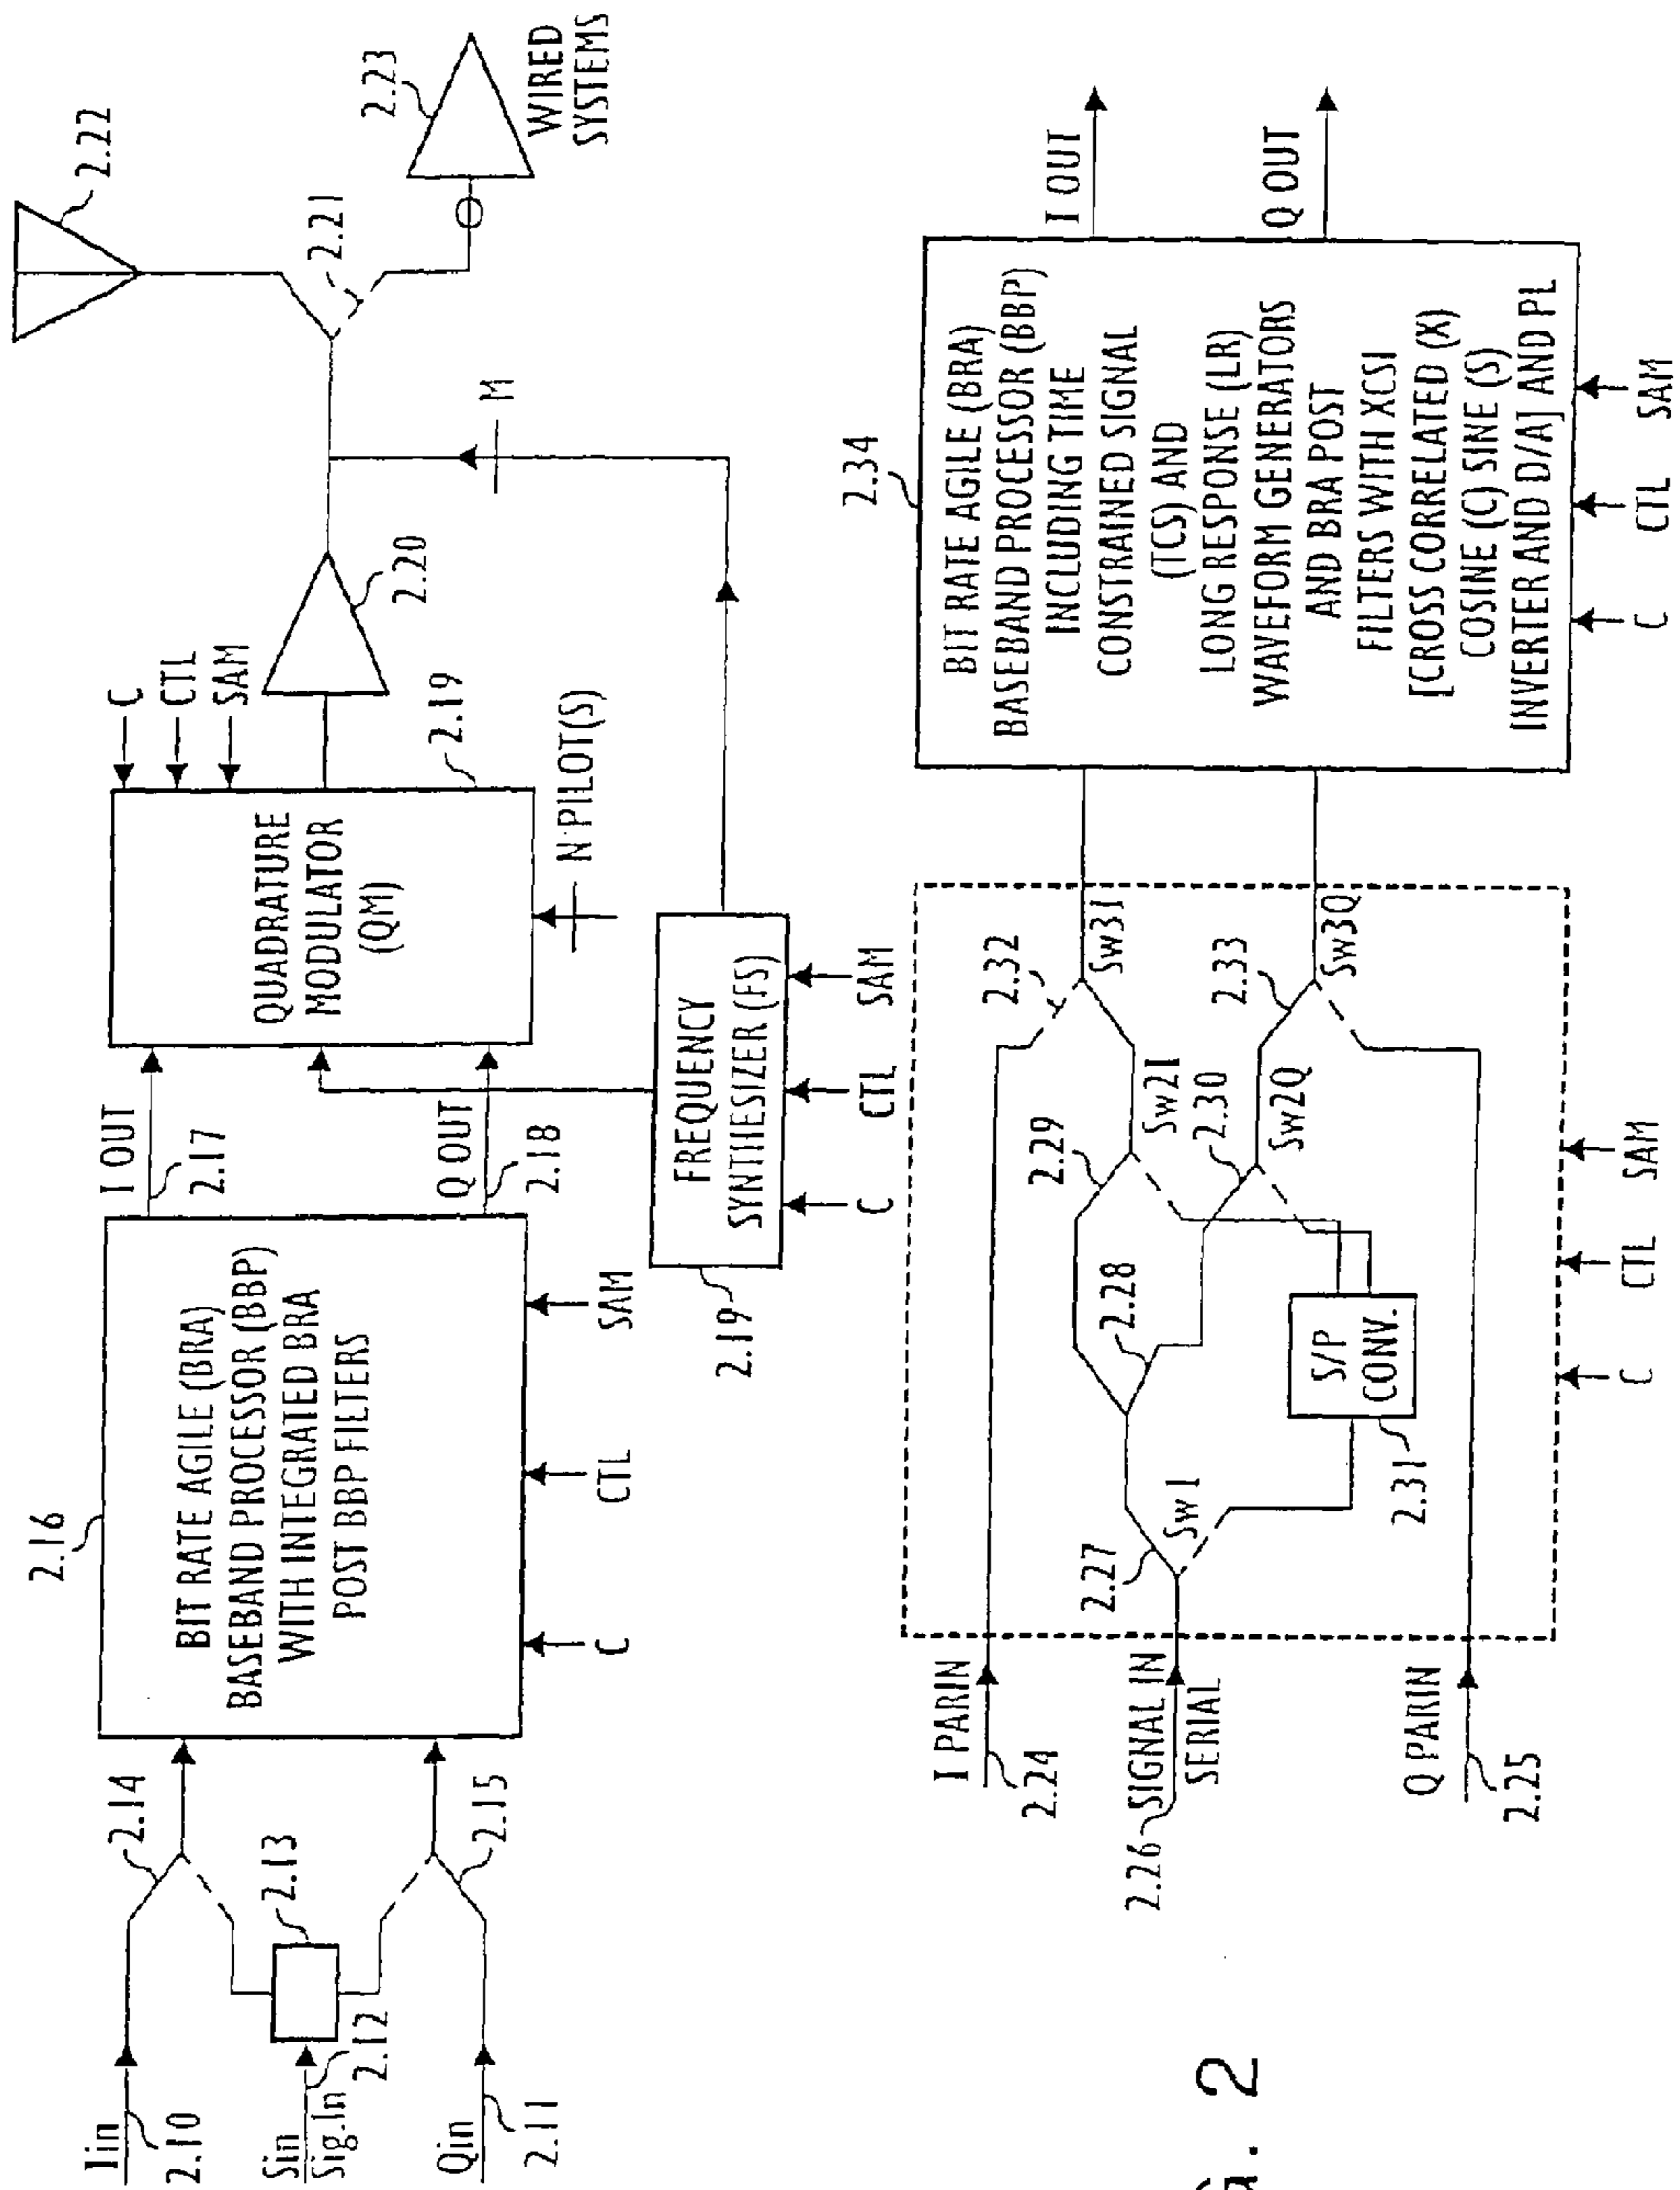 Iin
2.10
Sin
Sig.In
2.12
Qin
2.11
2.13
2.14
2.15
2.16
BIT RATE AGILE (BRA)
BASEBAND PROCESSOR (BBP)
WITH INTEGRATED BRA
POST BBP FILTERS
C
CTL
SAM
I OUT
2.17
Q OUT
2.18
QUADRATURE
MODULATOR
(QM)
C
CTL
SAM
2.19
N PILOT(S)
FREQUENCY
SYNTHESIZER (FS)
2.19
C
CTL
SAM
2.20
M
2.21
2.22
2.23
WIRED
SYSTEMS
I PARIN
2.24
2.26
SIGNAL IN
SERIAL
Q PARIN
2.25
2.27
Sw1
2.28
2.29
Sw2I
2.30
Sw2Q
S/P
CONV.
2.31
2.32
Sw3I
2.33
Sw3Q
C
CTL
SAM
2.34
BIT RATE AGILE (BRA)
BASEBAND PROCESSOR (BBP)
INCLUDING TIME
CONSTRAINED SIGNAL
(TCS) AND
LONG RESPONSE (LR)
WAVEFORM GENERATORS
AND BRA POST
FILTERS WITH XCSI
[CROSS CORRELATED (X)
COSINE (C) SINE (S)
INVERTER AND D/A] AND PL
C
CTL
SAM
I OUT
Q OUT
G. 2